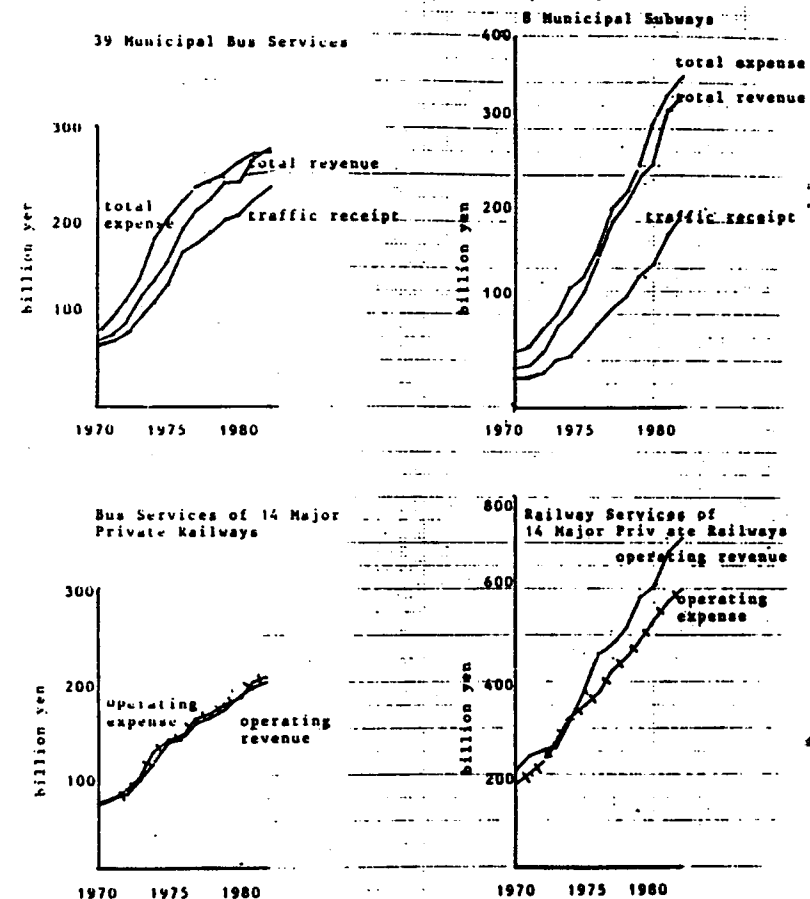 39 Municipal Bus Services
300
200
100
billion yen
total
expense
total revenue
traffic receipt
1970 1975 1980
8 Municipal Subways
400
300
200
100
billion yen
total expense
total revenue
traffic receipt
1970 1975 1980
Bus Services of 14 Major
Private Railways
300
200
100
billion yen
operating
expense
operating
revenue
1970 1975 1980
Railway Services of
14 Major Priv ate Railways
800
600
400
200
billion yen
operating revenue
operating
expense
1970 1975 1980